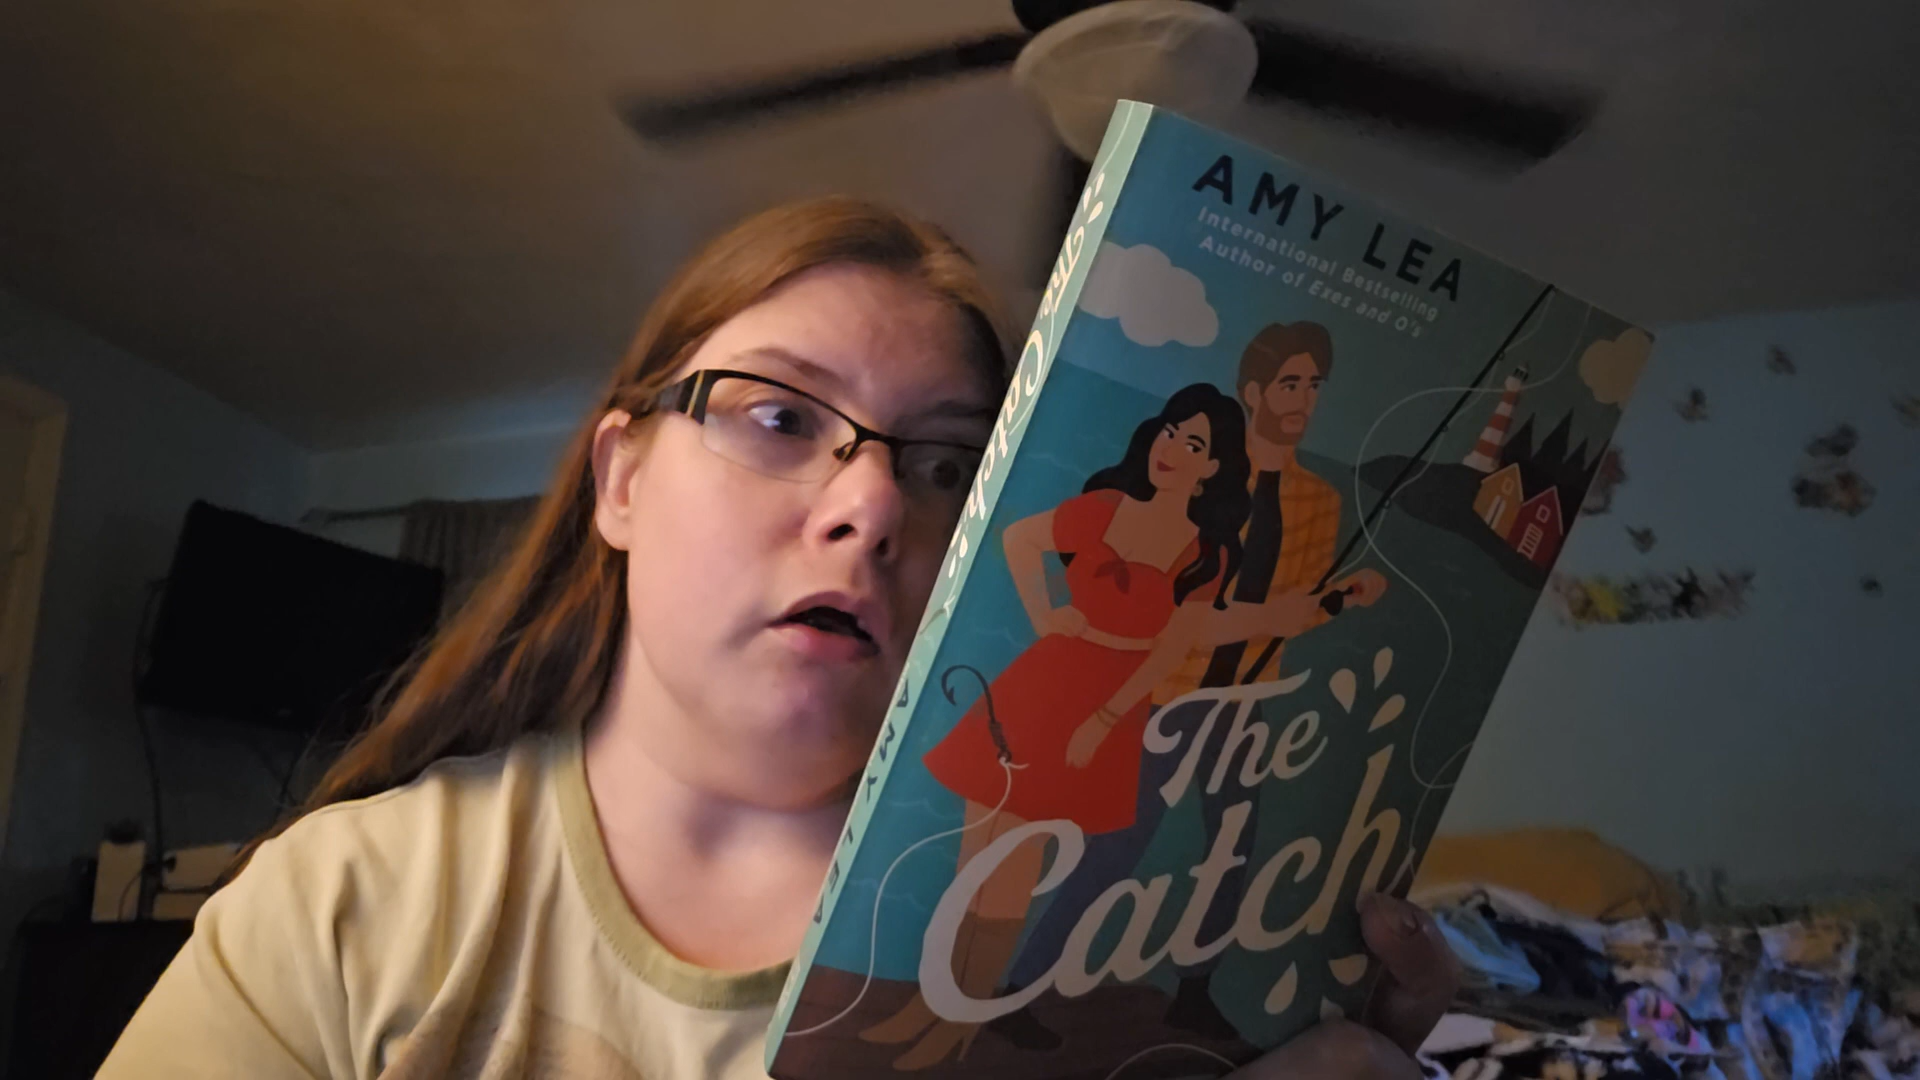 AMY LEA
International Bestselling
Author of Exes and O's
The
Catch
The Catch
AMY LEA